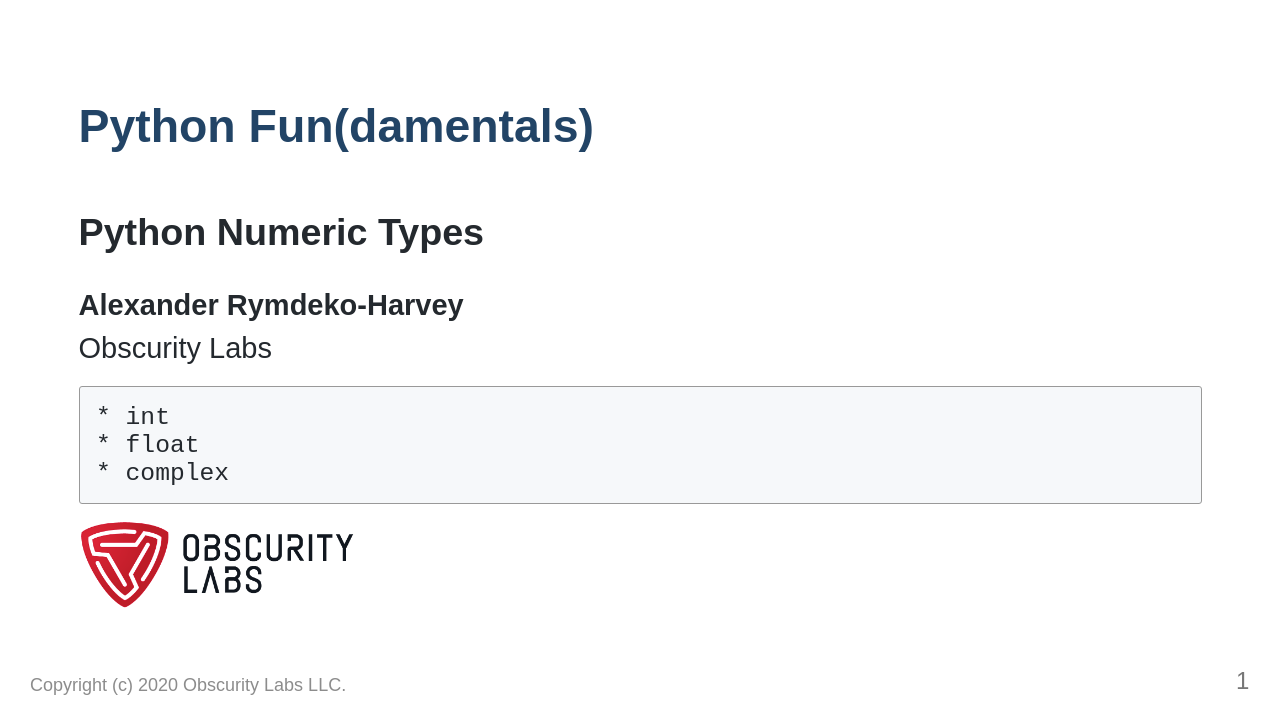 Python Fun(damentals)
Python Numeric Types
Alexander Rymdeko-Harvey
Obscurity Labs
* int
* float
* complex
OBSCURITY
LABS
Copyright (c) 2020 Obscurity Labs LLC.
1